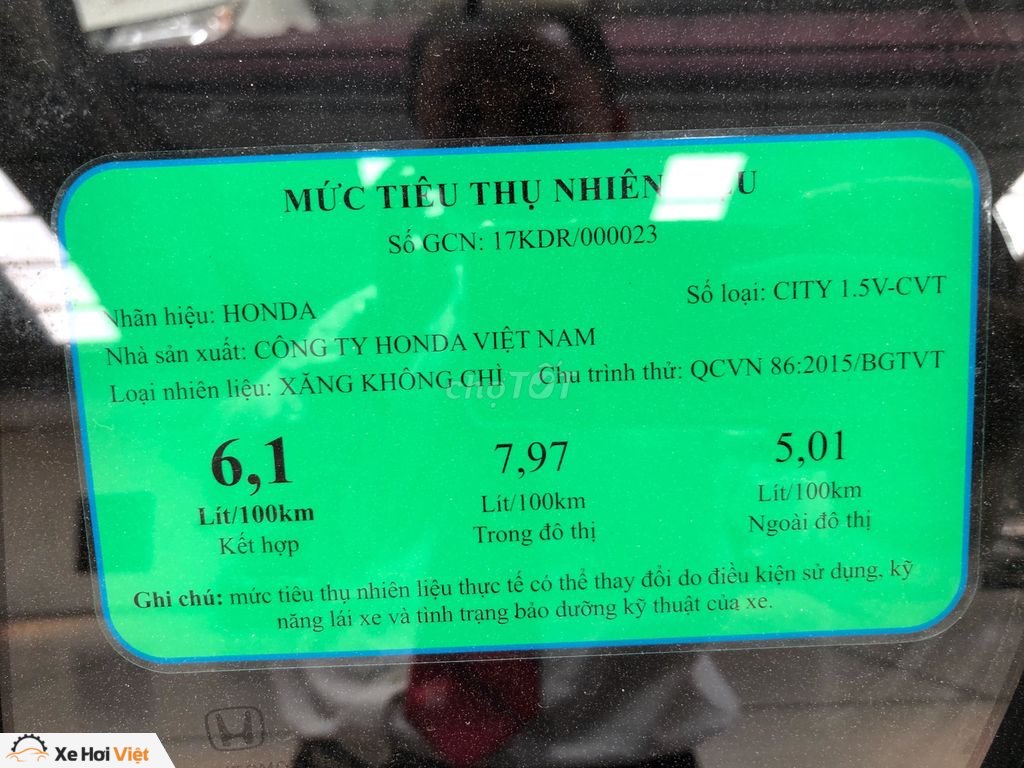 MỨC TIÊU THỤ NHIÊN
Số GCN: 17KDR/000023
Nhãn hiệu: HONDA
Số loại: CITY 1.5V-CVT
Nhà sản xuất: CÔNG TY HONDA VIỆT NAM
Loại nhiên liệu: XĂNG KHÔNG CHÌ Chu trình thử: QCVN 86:2015/BGTVT
chợTỐT
6,1
Lít/100km
Kết hợp
7,97
Lít/100km
Trong đô thị
5,01
Lít/100km
Ngoài đô thị
Ghi chú: mức tiêu thụ nhiên liệu thực tế có thể thay đổi do điều kiện sử dụng, kỹ
năng lái xe và tình trạng bảo dưỡng kỹ thuật của xe.
Xe Hơi Việt